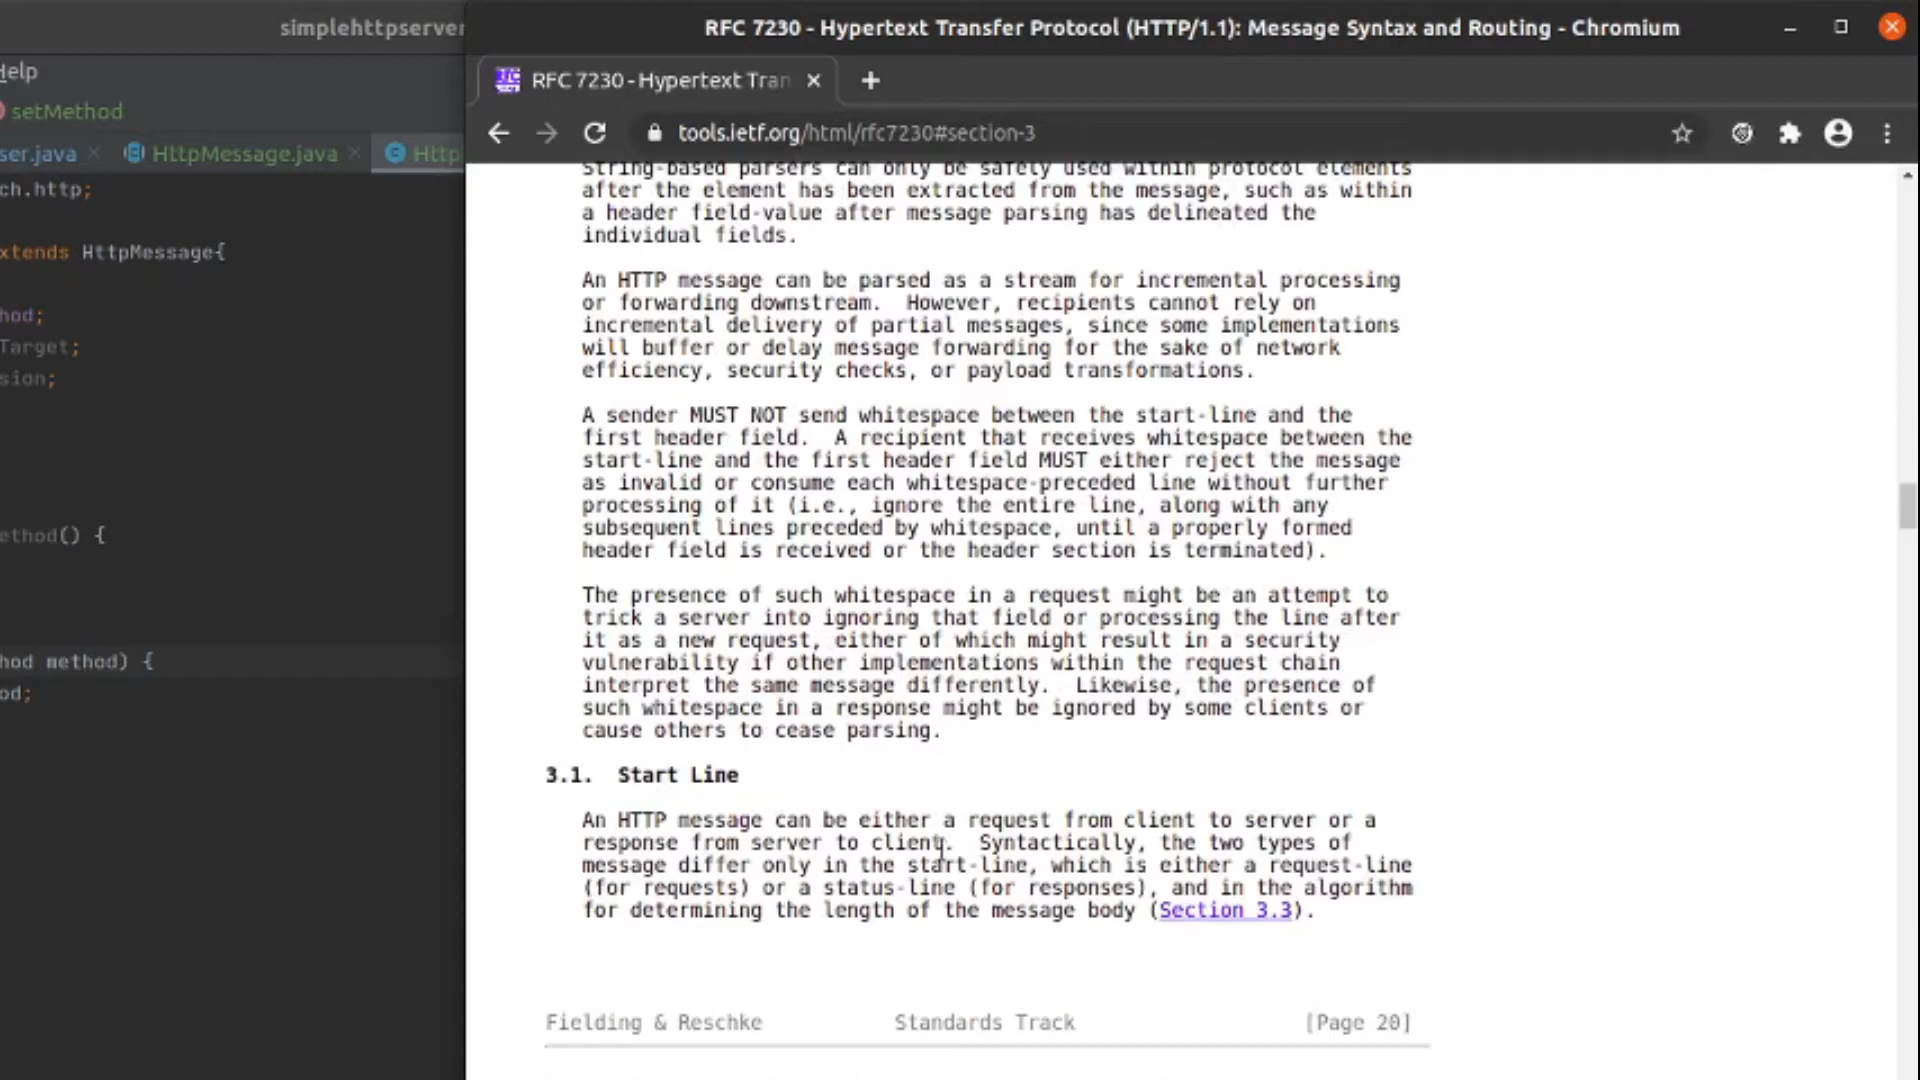 simplehttpserver
Help
setMethod
ser.java
HttpMessage.java
Http
ch.http;
xtends HttpMessage{
hod;
Target;
sion;
ethod() {
hod method) {
od;
RFC 7230 - Hypertext Transfer Protocol (HTTP/1.1): Message Syntax and Routing - Chromium
RFC 7230 - Hypertext Tran
tools.ietf.org/html/rfc7230#section-3
String-based parsers can only be safely used within protocol elements
after the element has been extracted from the message, such as within
a header field-value after message parsing has delineated the
individual fields.
An HTTP message can be parsed as a stream for incremental processing
or forwarding downstream.  However, recipients cannot rely on
incremental delivery of partial messages, since some implementations
will buffer or delay message forwarding for the sake of network
efficiency, security checks, or payload transformations.
A sender MUST NOT send whitespace between the start-line and the
first header field.  A recipient that receives whitespace between the
start-line and the first header field MUST either reject the message
as invalid or consume each whitespace-preceded line without further
processing of it (i.e., ignore the entire line, along with any
subsequent lines preceded by whitespace, until a properly formed
header field is received or the header section is terminated).
The presence of such whitespace in a request might be an attempt to
trick a server into ignoring that field or processing the line after
it as a new request, either of which might result in a security
vulnerability if other implementations within the request chain
interpret the same message differently.  Likewise, the presence of
such whitespace in a response might be ignored by some clients or
cause others to cease parsing.
3.1.  Start Line
An HTTP message can be either a request from client to server or a
response from server to client.  Syntactically, the two types of
message differ only in the start-line, which is either a request-line
(for requests) or a status-line (for responses), and in the algorithm
for determining the length of the message body (Section 3.3).
Fielding & Reschke Standards Track [Page 20]